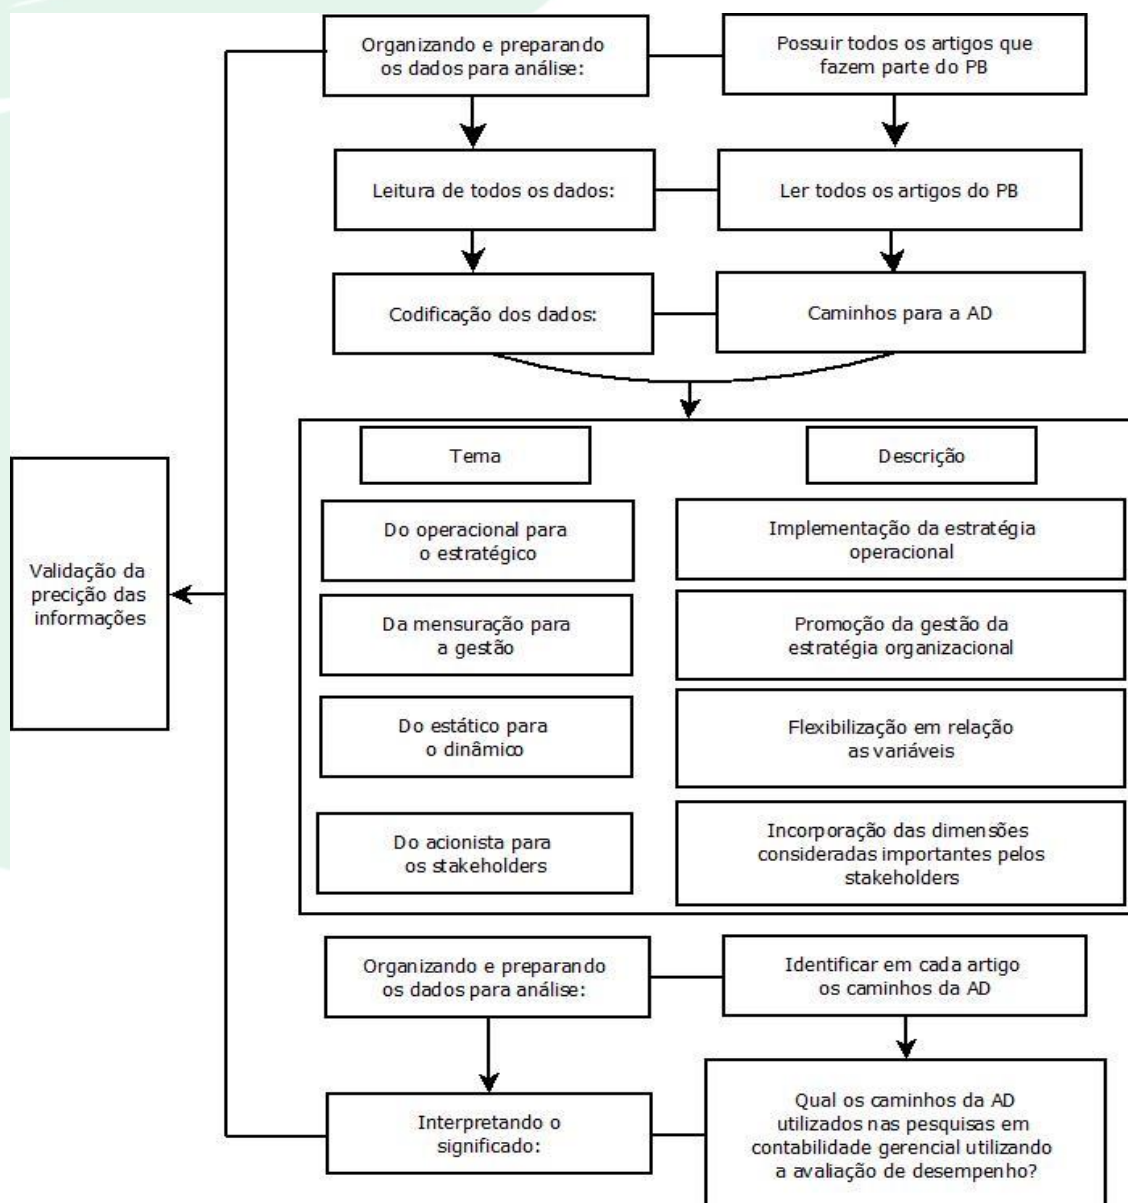 Organizando e preparando
os dados para análise:
Possuir todos os artigos que
fazem parte do PB
Leitura de todos os dados:
Ler todos os artigos do PB
Codificação dos dados:
Caminhos para a AD
Tema
Descrição
Do operacional para
o estratégico
Implementação da estratégia
operacional
Validação da
precição das
informações
Da mensuração para
a gestão
Promoção da gestão da
estratégia organizacional
Do estático para
o dinâmico
Flexibilização em relação
as variáveis
Do acionista para
os stakeholders
Incorporação das dimensões
consideradas importantes pelos
stakeholders
Organizando e preparando
os dados para análise:
Identificar em cada artigo
os caminhos da AD
Interpretando o
significado:
Qual os caminhos da AD
utilizados nas pesquisas em
contabilidade gerencial utilizando
a avaliação de desempenho?